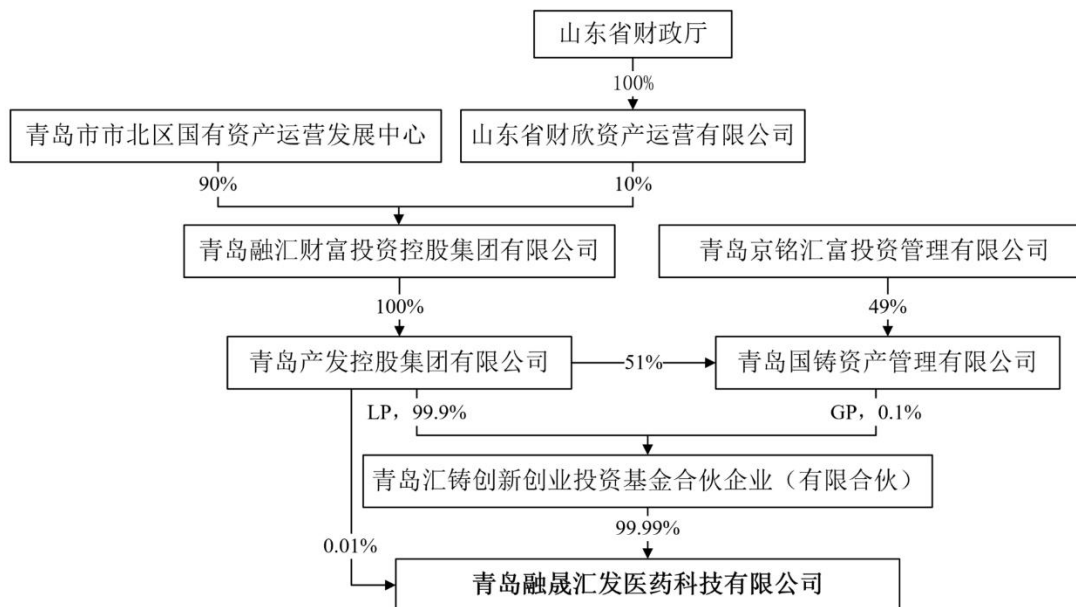 山东省财政厅
100%
青岛市市北区国有资产运营发展中心
山东省财欣资产运营有限公司
90%
10%
青岛融汇财富投资控股集团有限公司
青岛京铭汇富投资管理有限公司
100%
49%
青岛产发控股集团有限公司
51%
青岛国铸资产管理有限公司
LP，99.9%
GP，0.1%
青岛汇铸创新创业投资基金合伙企业（有限合伙）
99.99%
0.01%
青岛融晟汇发医药科技有限公司